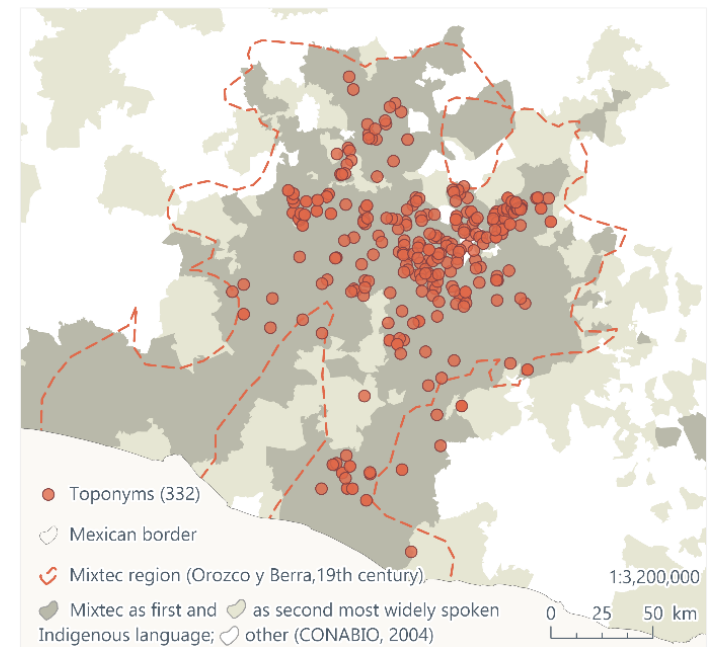 Toponyms (332)
Mexican border
Mixtec region (Orozco y Berra,19th century)
1:3,200,000
Mixtec as first and as second most widely spoken
Indigenous language; other (CONABIO, 2004)
0 25 50 km